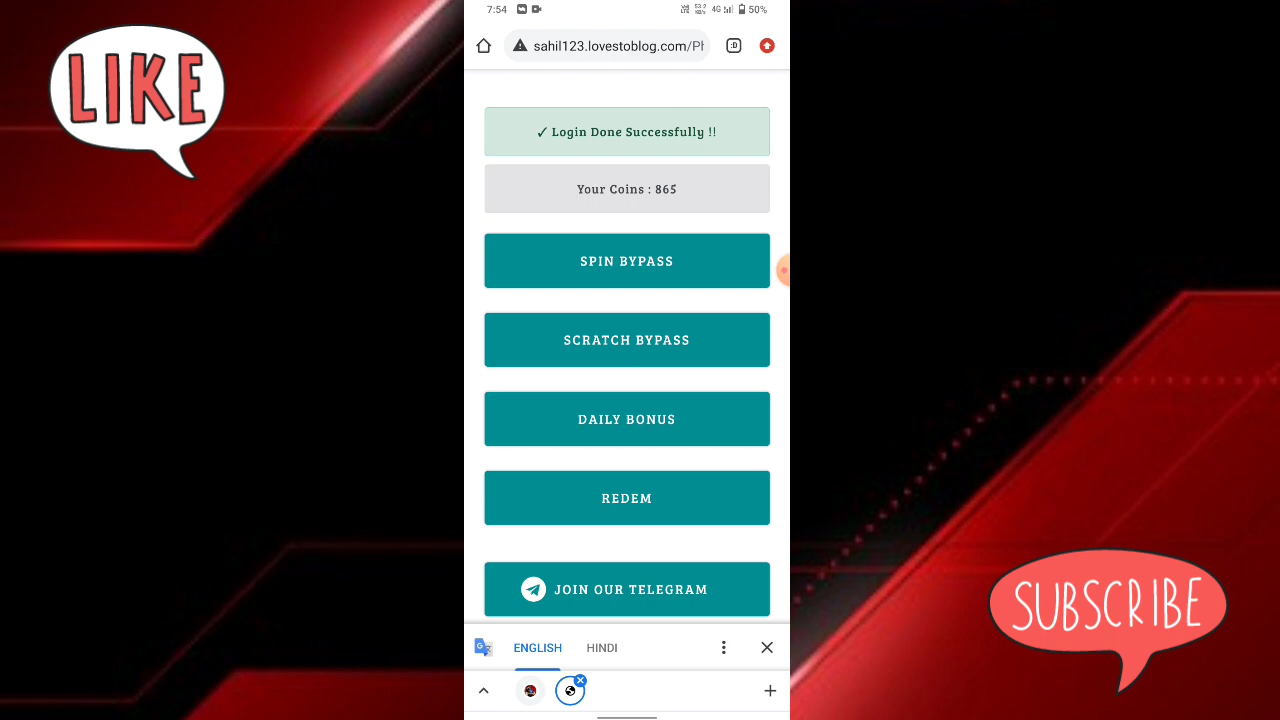 LIKE
7:54
4G
50%
sahil123.lovestoblog.com/Pl
✓ Login Done Successfully !!
Your Coins : 865
SPIN BYPASS
SCRATCH BYPASS
DAILY BONUS
REDEM
JOIN OUR TELEGRAM
ENGLISH HINDI
SUBSCRIBE